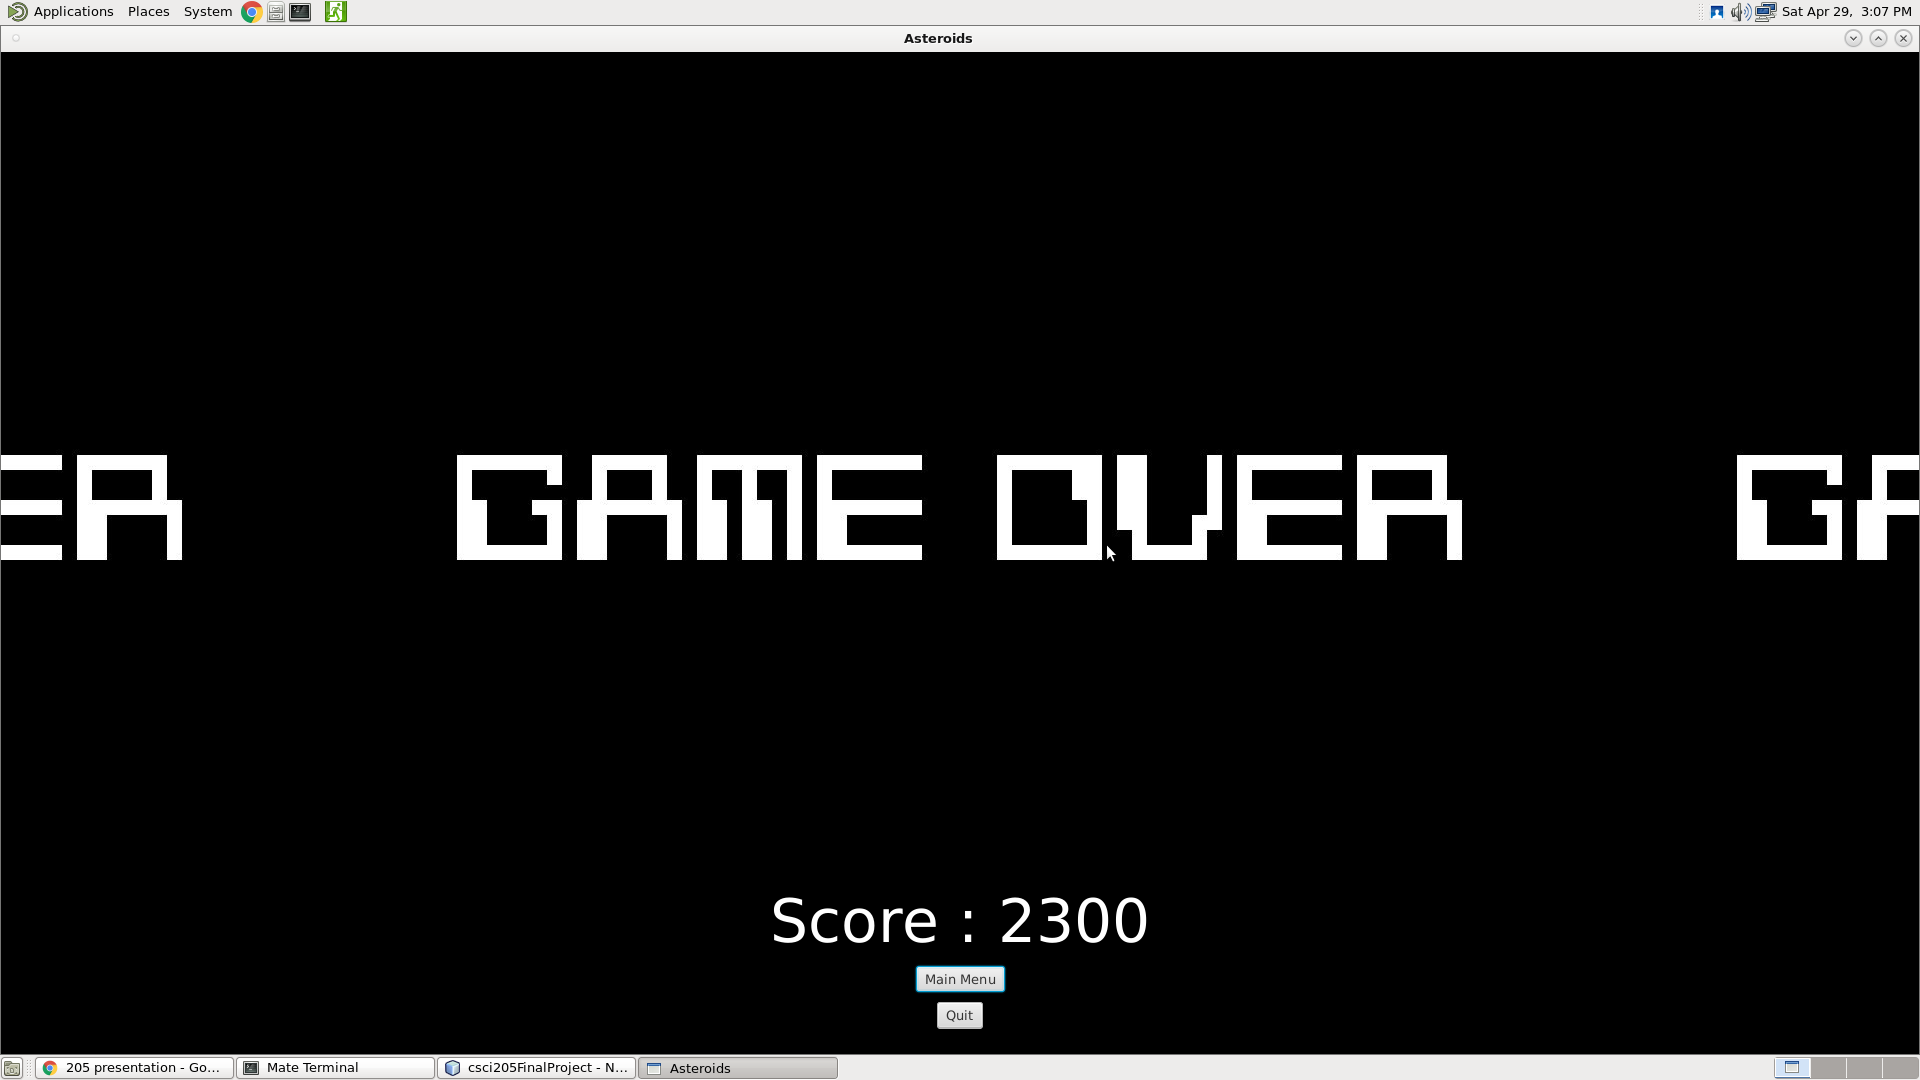 Applications Places System Sat Apr 29, 3:07 PM
Asteroids
ER GAME OVER GA
Score : 2300
Main Menu
Quit
205 presentation - Go... Mate Terminal csci205FinalProject - N... Asteroids